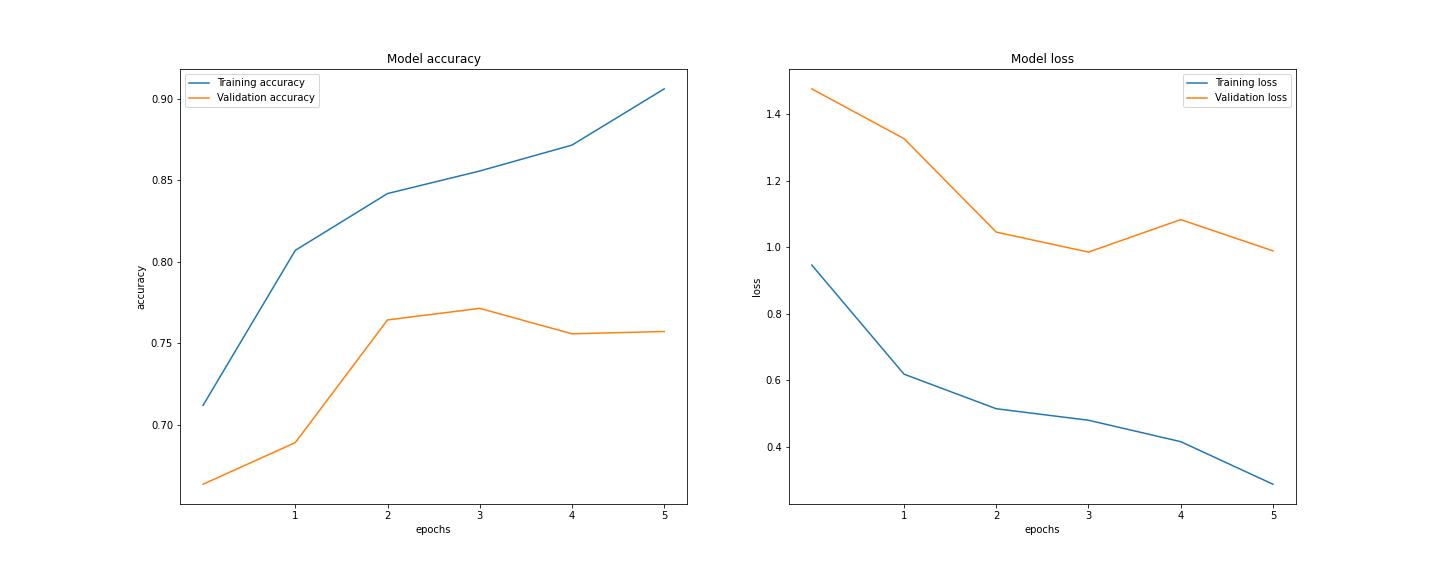 Model accuracy
Training accuracy
Validation accuracy
0.90
0.85
0.80
0.75
0.70
accuracy
1 2 3 4 5
epochs
Model loss
Training loss
Validation loss
1.4
1.2
1.0
0.8
0.6
0.4
loss
1 2 3 4 5
epochs